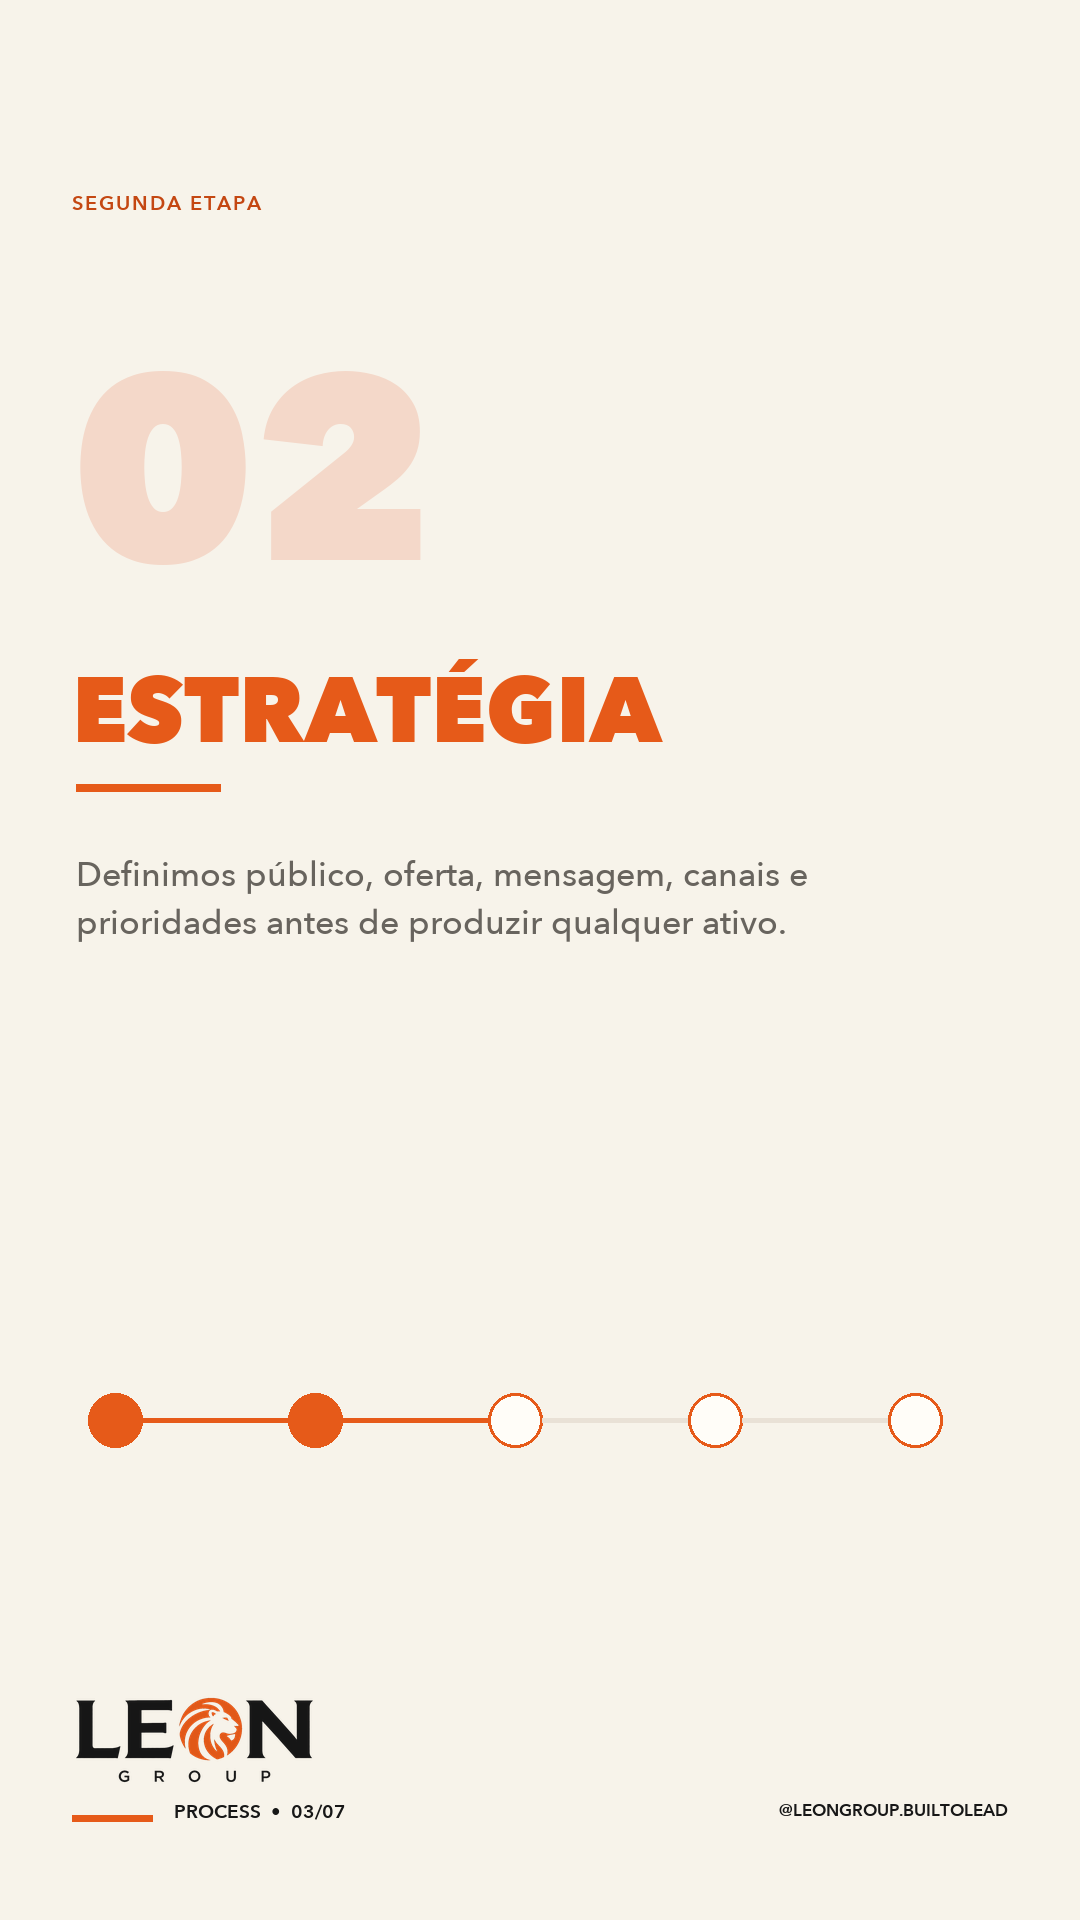 SEGUNDA ETAPA
02
ESTRATÉGIA
Definimos público, oferta, mensagem, canais e
prioridades antes de produzir qualquer ativo.
LEON
GROUP
PROCESS • 03/07
@LEONGROUP.BUILTOLEAD